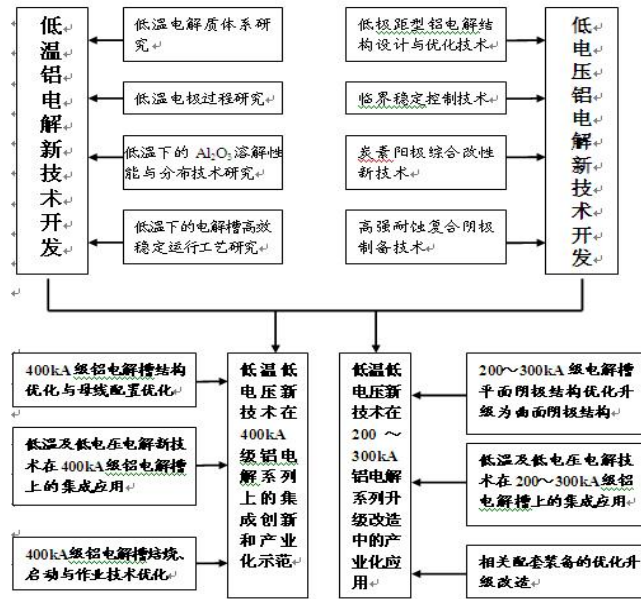 低温铝电解新技术开发
低温电解质体系研
究
低温电极过程研究
低温下的 Al₂O₃溶解性
能与分布技术研究
低温下的电解槽高效
稳定运行工艺研究
低极距型铝电解结
构设计与优化技术
临界稳定控制技术
炭素阳极综合改性
新技术
高强耐蚀复合阴极
制备技术
低电压铝电解新技术开发
400kA级铝电解槽结构
优化与母线配置优化
低温及低电压电解新技
术在400kA级铝电解槽
上的集成应用
400kA级铝电解槽焙烧、
启动与作业技术优化
低温低
电压新
技术在
400kA
级铝电
解系列
上的集
成创新
和产业
化示范
低温低
电压新
技术在
200～
300kA
铝电解
系列升
级改造
中的产
业化应
用
200～300kA级电解槽
平面阴极结构优化升
级为曲面阴极结构
低温及低电压电解技
术在200～300kA级铝
电解槽上的集成应用
相关配套装备的优化升
级改造